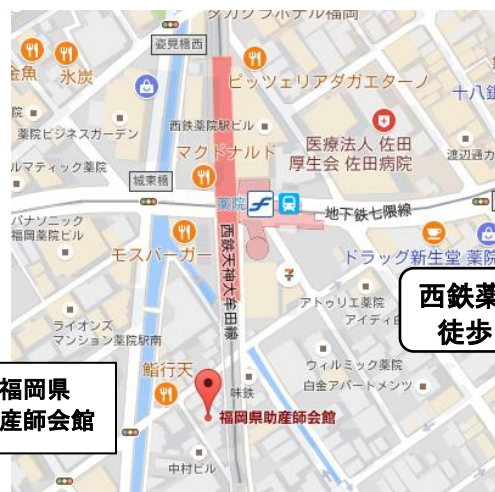 タカクラホテル福岡
姿見橋西
金魚
氷炭
ピッツェリアダガエターノ
十八銀
院
薬院ビジネスガーデン
西鉄薬院駅ビル
マクドナルド
医療法人 佐田
厚生会 佐田病院
渡辺通カ
ルマティック薬院
城東橋
薬院
地下鉄七隈線
パナソニック
福岡薬院ビル
モスバーガー
西鉄天神大牟田線
ドラッグ新生堂 薬院
アトゥリエ薬院
アイディ
西鉄薬
徒歩
ライオンズ
マンション薬院駅南
ウィルミック薬院
鮨行天
味鉄
白金アパートメンツ
福岡県
産師会館
福岡県助産師会館
中村ビル